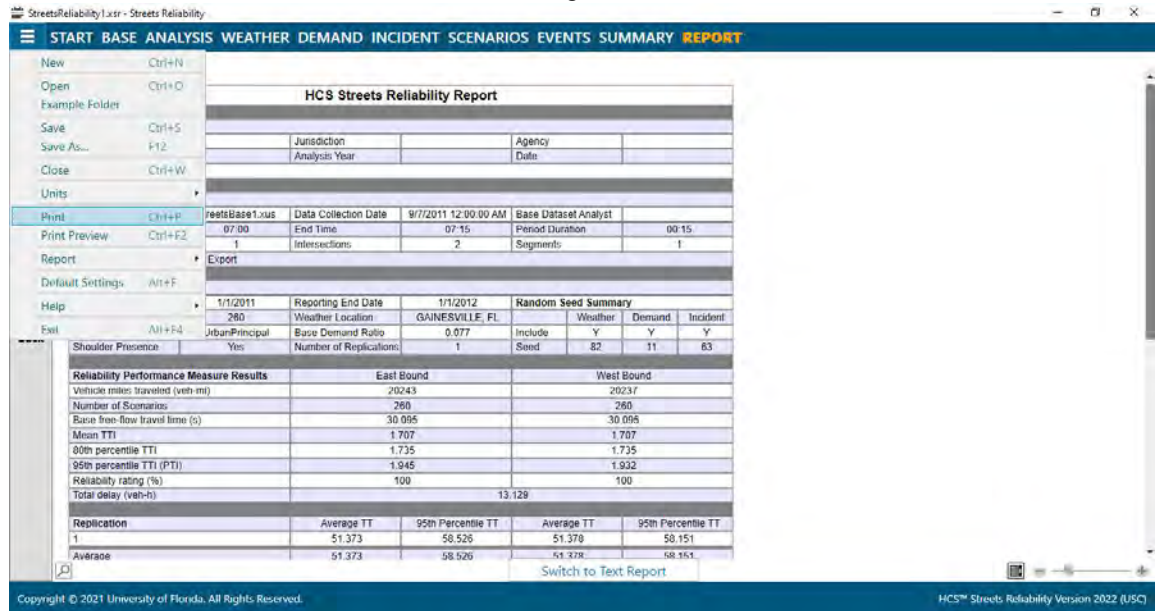 StreetsReliability1.xsr - Streets Reliability
START BASE ANALYSIS WEATHER DEMAND INCIDENT SCENARIOS EVENTS SUMMARY REPORT
New Ctrl+N
Open Ctrl+O
Example Folder
Save Ctrl+S
Save As... F12
Close Ctrl+W
Units
Print Ctrl+P
Print Preview Ctrl+F2
Report
Default Settings Alt+F
Help
Exit Alt+F4
HCS Streets Reliability Report
Jurisdiction Agency
Analysis Year Date
reetsBase1.xus Data Collection Date 9/7/2011 12:00:00 AM Base Dataset Analyst
07:00 End Time 07:15 Period Duration 00:15
1 Intersections 2 Segments 1
Export
1/1/2011 Reporting End Date 1/1/2012 Random Seed Summary
260 Weather Location GAINESVILLE, FL Weather Demand Incident
UrbanPrincipal Base Demand Ratio 0.077 Include Y Y Y
Shoulder Presence Yes Number of Replications 1 Seed 82 11 63
Reliability Performance Measure Results East Bound West Bound
Vehicle miles traveled (veh-mi) 20243 20237
Number of Scenarios 260 260
Base free-flow travel time (s) 30.095 30.095
Mean TTI 1.707 1.707
80th percentile TTI 1.735 1.735
95th percentile TTI (PTI) 1.945 1.932
Reliability rating (%) 100 100
Total delay (veh-h) 13.129
Replication Average TT 95th Percentile TT Average TT 95th Percentile TT
1 51.373 58.526 51.378 58.151
Average 51.373 58.526 51.378 58.151
Switch to Text Report
Copyright © 2021 University of Florida. All Rights Reserved. HCS™ Streets Reliability Version 2022 (USC)